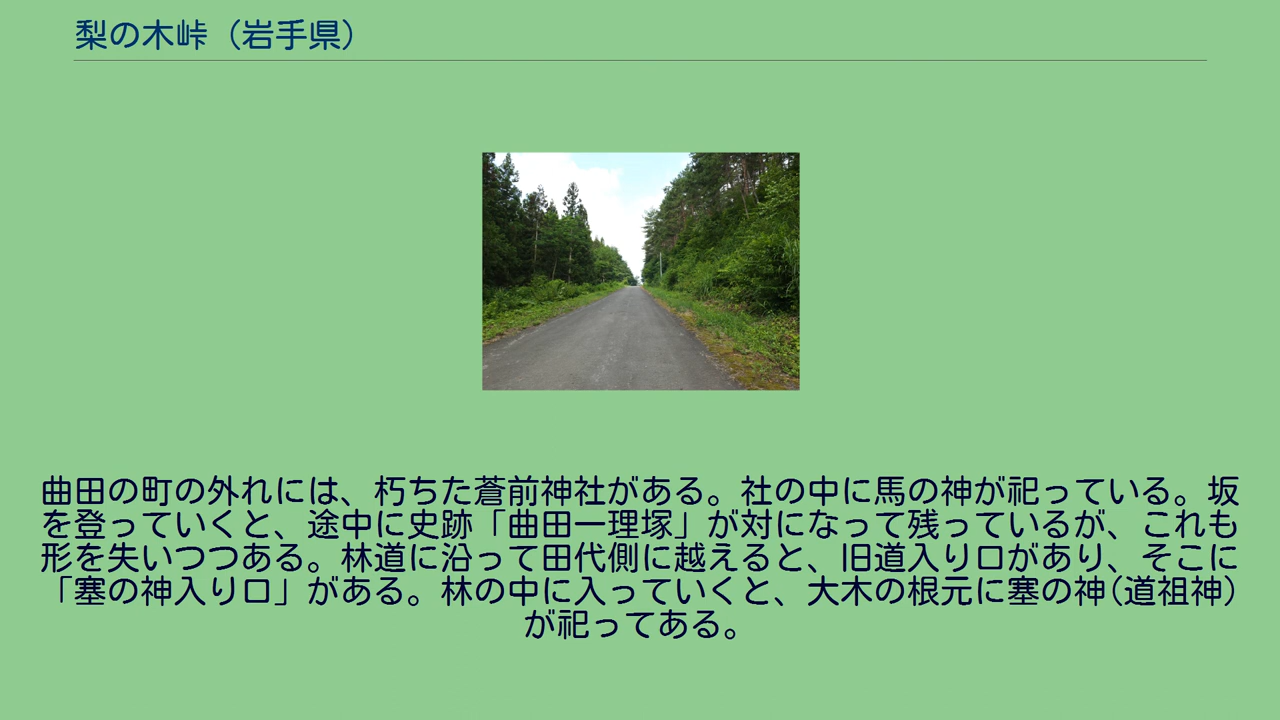 梨の木峠（岩手県）
曲田の町の外れには、朽ちた蒼前神社がある。社の中に馬の神が祀っている。坂
を登っていくと、途中に史跡「曲田一理塚」が対になって残っているが、これも
形を失いつつある。林道に沿って田代側に越えると、旧道入り口があり、そこに
「塞の神入り口」がある。林の中に入っていくと、大木の根元に塞の神(道祖神)
が祀ってある。